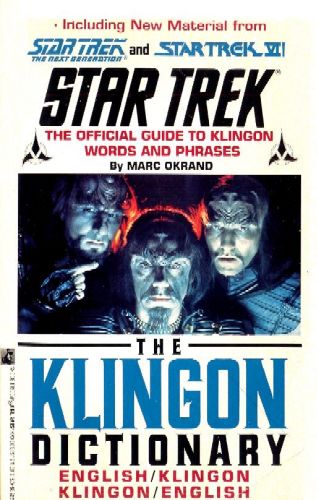 • Including New Material from
STAR TREK
THE NEXT GENERATION®
and
STAR TREK VI
STAR TREK®
THE OFFICIAL GUIDE TO KLINGON
WORDS AND PHRASES
By MARC OKRAND
THE
KLINGON
DICTIONARY
ENGLISH/KLINGON
KLINGON/ENGLISH